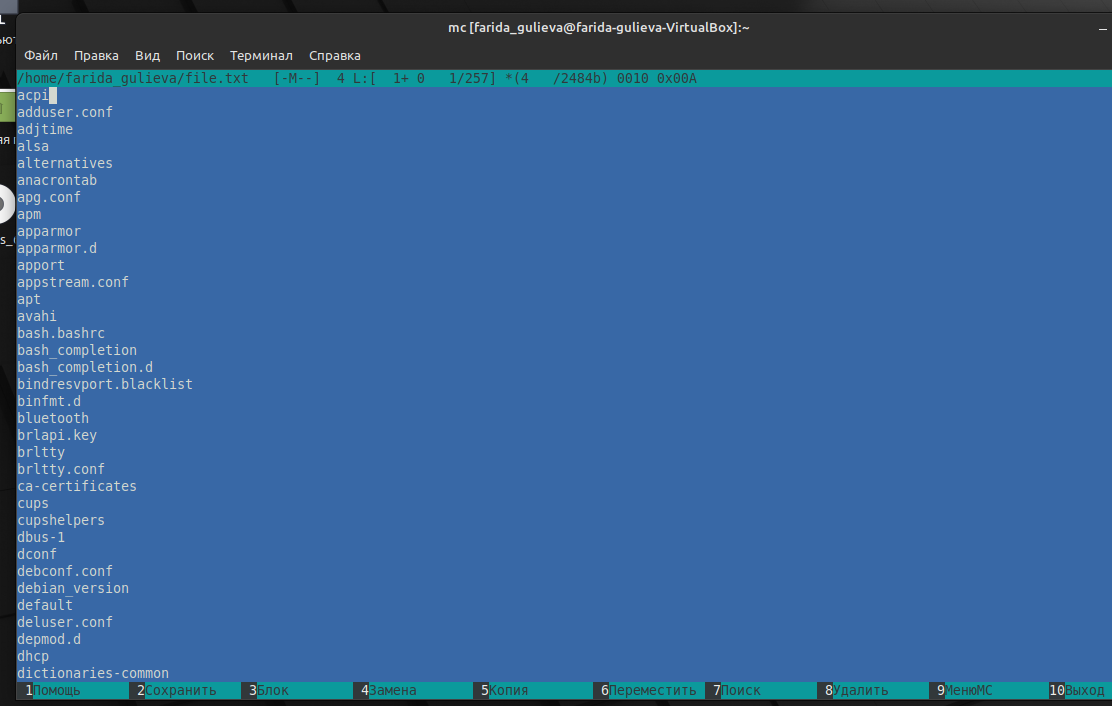 mc [farida_gulieva@farida-gulieva-VirtualBox]:~
Файл Правка Вид Поиск Терминал Справка
/home/farida_gulieva/file.txt [-M--] 4 L:[ 1+ 0 1/257] *(4 /2484b) 0010 0x00A
acpi
adduser.conf
adjtime
alsa
alternatives
anacrontab
apg.conf
apm
apparmor
apparmor.d
apport
appstream.conf
apt
avahi
bash.bashrc
bash_completion
bash_completion.d
bindresvport.blacklist
binfmt.d
bluetooth
brlapi.key
brltty
brltty.conf
ca-certificates
cups
cupshelpers
dbus-1
dconf
debconf.conf
debian_version
default
deluser.conf
depmod.d
dhcp
dictionaries-common
1Помощь 2Сохранить 3Блок 4Замена 5Копия 6Переместить 7Поиск 8Удалить 9МенюMC 10Выход